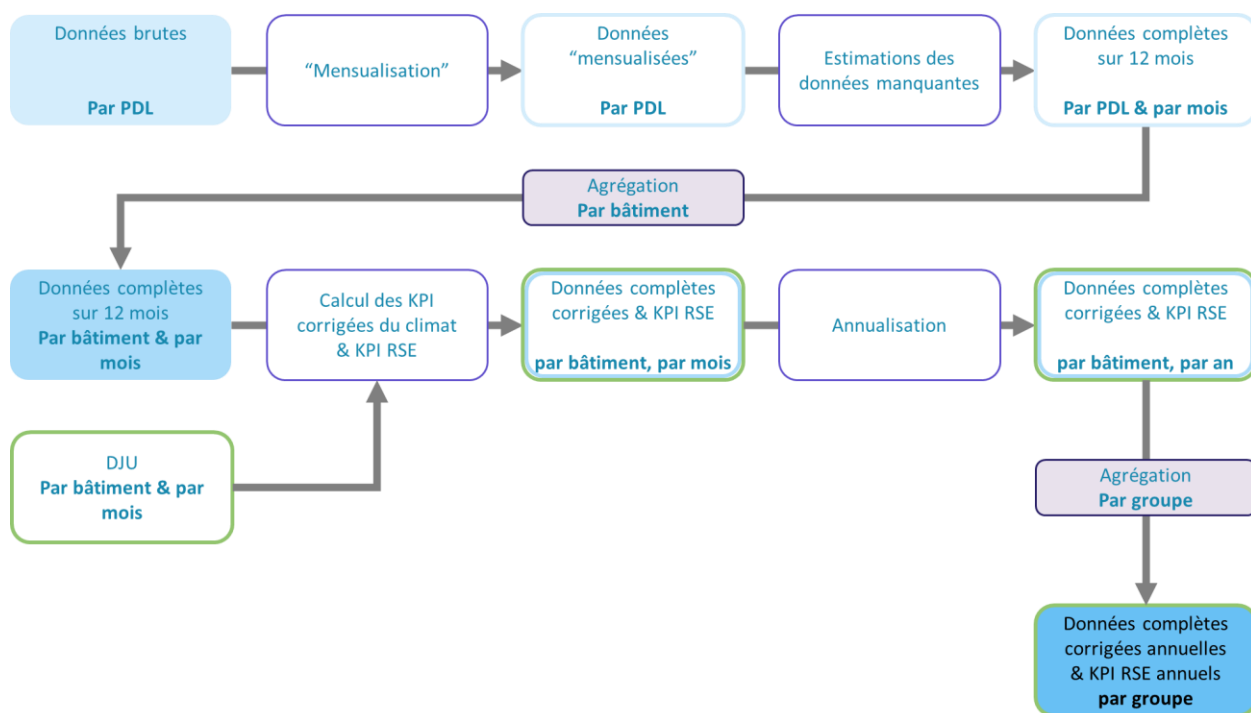 Données brutes
Par PDL
“Mensualisation”
Données
“mensualisées”
Par PDL
Estimations des
données manquantes
Données complètes
sur 12 mois
Par PDL & par mois
Agrégation
Par bâtiment
Données complètes
sur 12 mois
Par bâtiment & par
mois
Calcul des KPI
corrigées du climat
& KPI RSE
Données complètes
corrigées & KPI RSE
par bâtiment, par mois
Annualisation
Données complètes
corrigées & KPI RSE
par bâtiment, par an
DJU
Par bâtiment & par
mois
Agrégation
Par groupe
Données complètes
corrigées annuelles
& KPI RSE annuels
par groupe